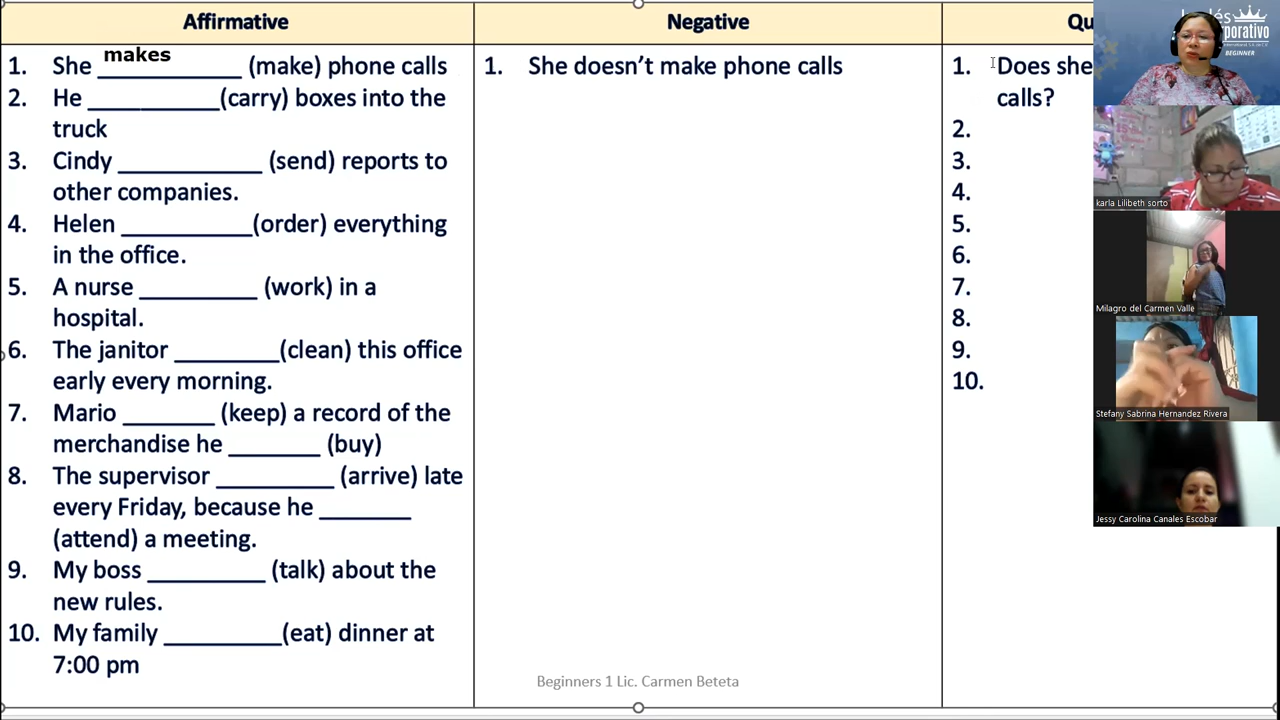 Affirmative
Negative
Qu
makes
1. She ____________ (make) phone calls
2. He ___________(carry) boxes into the
truck
3. Cindy ____________ (send) reports to
other companies.
4. Helen ___________(order) everything
in the office.
5. A nurse __________ (work) in a
hospital.
6. The janitor _________(clean) this office
early every morning.
7. Mario ________ (keep) a record of the
merchandise he ________ (buy)
8. The supervisor __________ (arrive) late
every Friday, because he ________
(attend) a meeting.
9. My boss __________ (talk) about the
new rules.
10. My family __________(eat) dinner at
7:00 pm
1. She doesn’t make phone calls
1. Does she
calls?
2.
3.
4.
5.
6.
7.
8.
9.
10.
Beginners 1 Lic. Carmen Beteta
BEGINNER
karla Lilibeth sorto
Milagro del Carmen Valle
Stefany Sabrina Hernandez Rivera
Jessy Carolina Canales Escobar